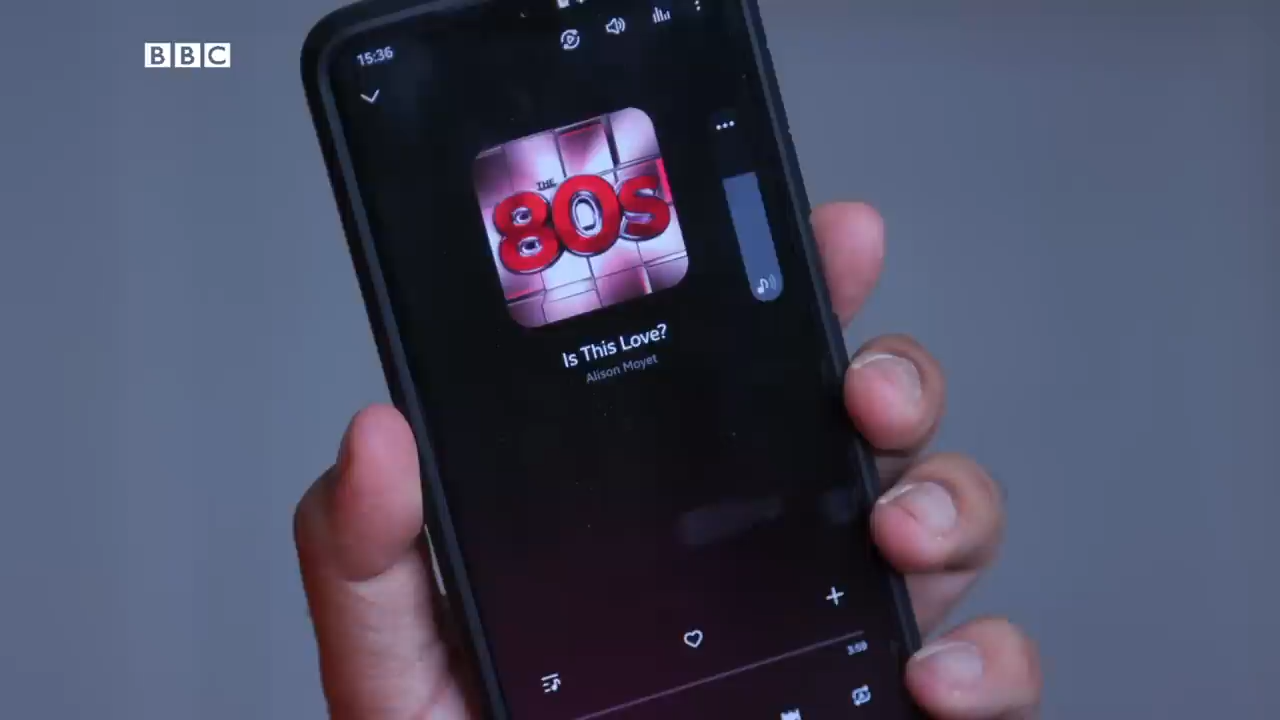 BBC
15:36
THE
80s
Is This Love?
Alison Moyet
3:59